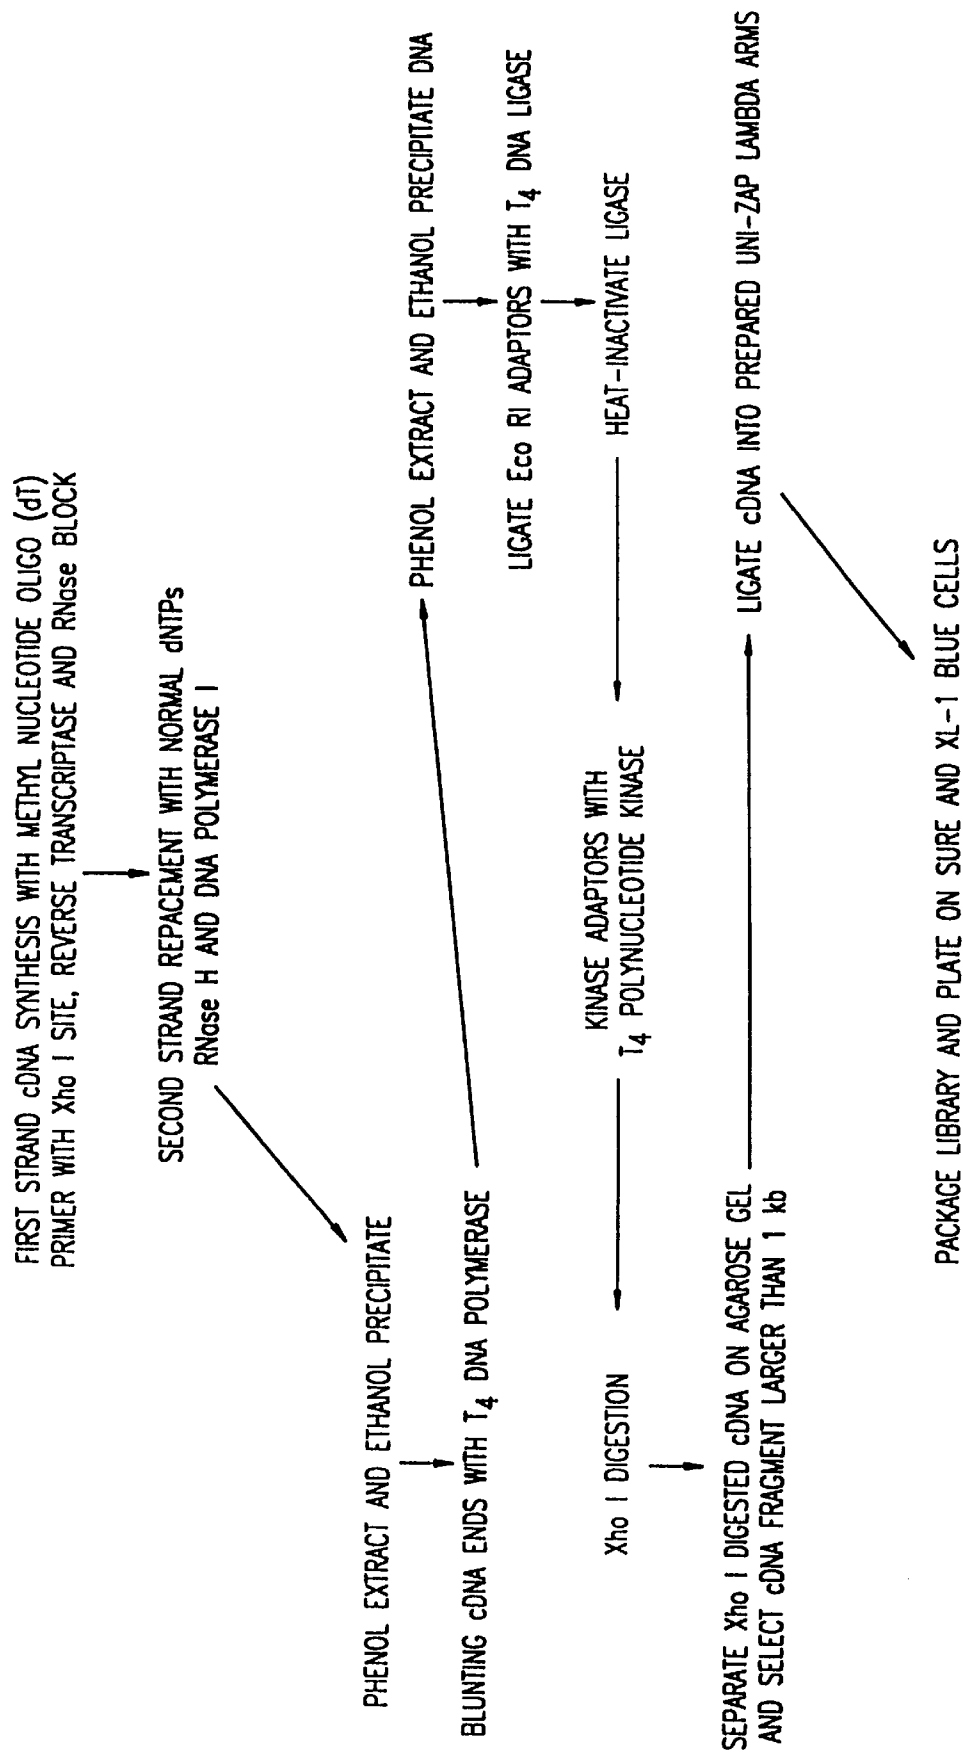 FIRST STRAND cDNA SYNTHESIS WITH METHYL NUCLEOTIDE OLIGO (dT)
PRIMER WITH Xho I SITE, REVERSE TRANSCRIPTASE AND RNase BLOCK
SECOND STRAND REPACEMENT WITH NORMAL dNTPs
RNase H AND DNA POLYMERASE I
PHENOL EXTRACT AND ETHANOL PRECIPITATE
BLUNTING cDNA ENDS WITH T4 DNA POLYMERASE
PHENOL EXTRACT AND ETHANOL PRECIPITATE DNA
LIGATE Eco RI ADAPTORS WITH T4 DNA LIGASE
HEAT-INACTIVATE LIGASE
KINASE ADAPTORS WITH
T4 POLYNUCLEOTIDE KINASE
Xho I DIGESTION
SEPARATE Xho I DIGESTED cDNA ON AGAROSE GEL
AND SELECT cDNA FRAGMENT LARGER THAN 1 kb
LIGATE cDNA INTO PREPARED UNI-ZAP LAMBDA ARMS
PACKAGE LIBRARY AND PLATE ON SURE AND XL-1 BLUE CELLS